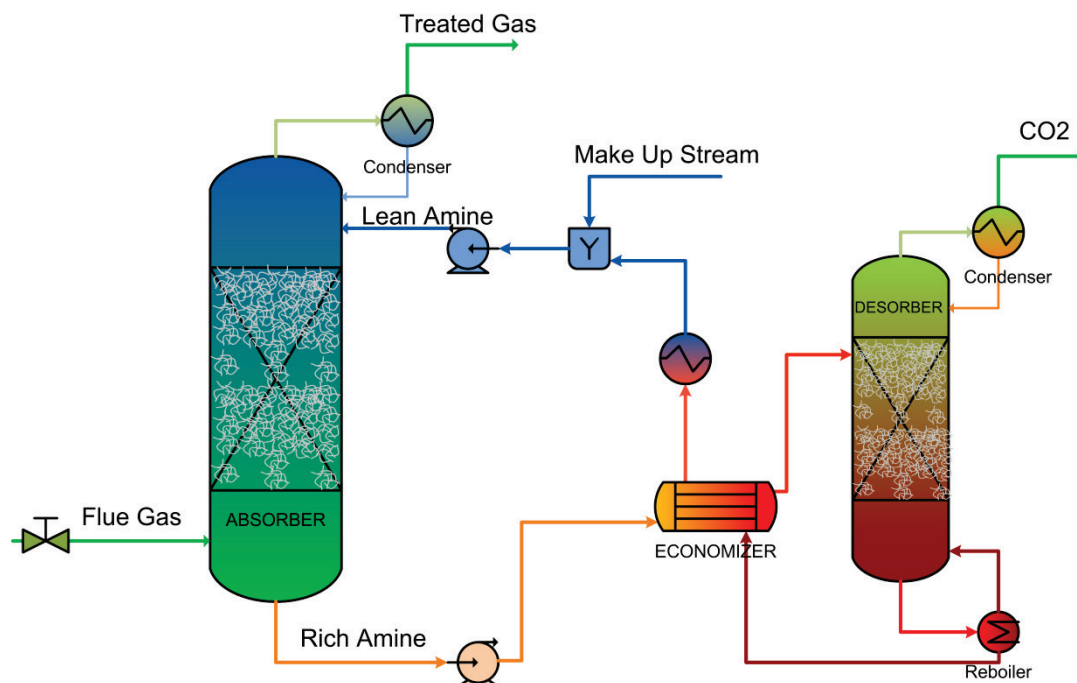 Treated Gas
Condenser
CO2
Make Up Stream
Lean Amine
Y
Condenser
DESORBER
Flue Gas
ABSORBER
ECONOMIZER
Rich Amine
Reboiler